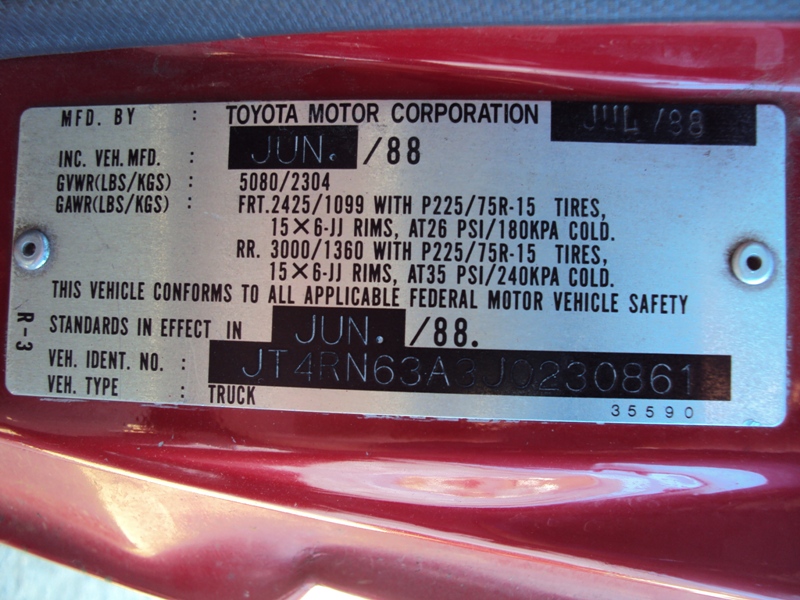 MFD. BY : TOYOTA MOTOR CORPORATION JUL /88
INC. VEH. MFD. : JUN. /88
GVWR(LBS/KGS) : 5080/2304
GAWR(LBS/KGS) : FRT. 2425/1099 WITH P225/75R-15 TIRES,
15×6-JJ RIMS, AT26 PSI/180KPA COLD.
RR. 3000/1360 WITH P225/75R-15 TIRES,
15×6-JJ RIMS, AT35 PSI/240KPA COLD.
THIS VEHICLE CONFORMS TO ALL APPLICABLE FEDERAL MOTOR VEHICLE SAFETY
STANDARDS IN EFFECT IN JUN. /88.
VEH. IDENT. NO. : JT4RN63A3J0230861
VEH. TYPE : TRUCK
35590
R-3